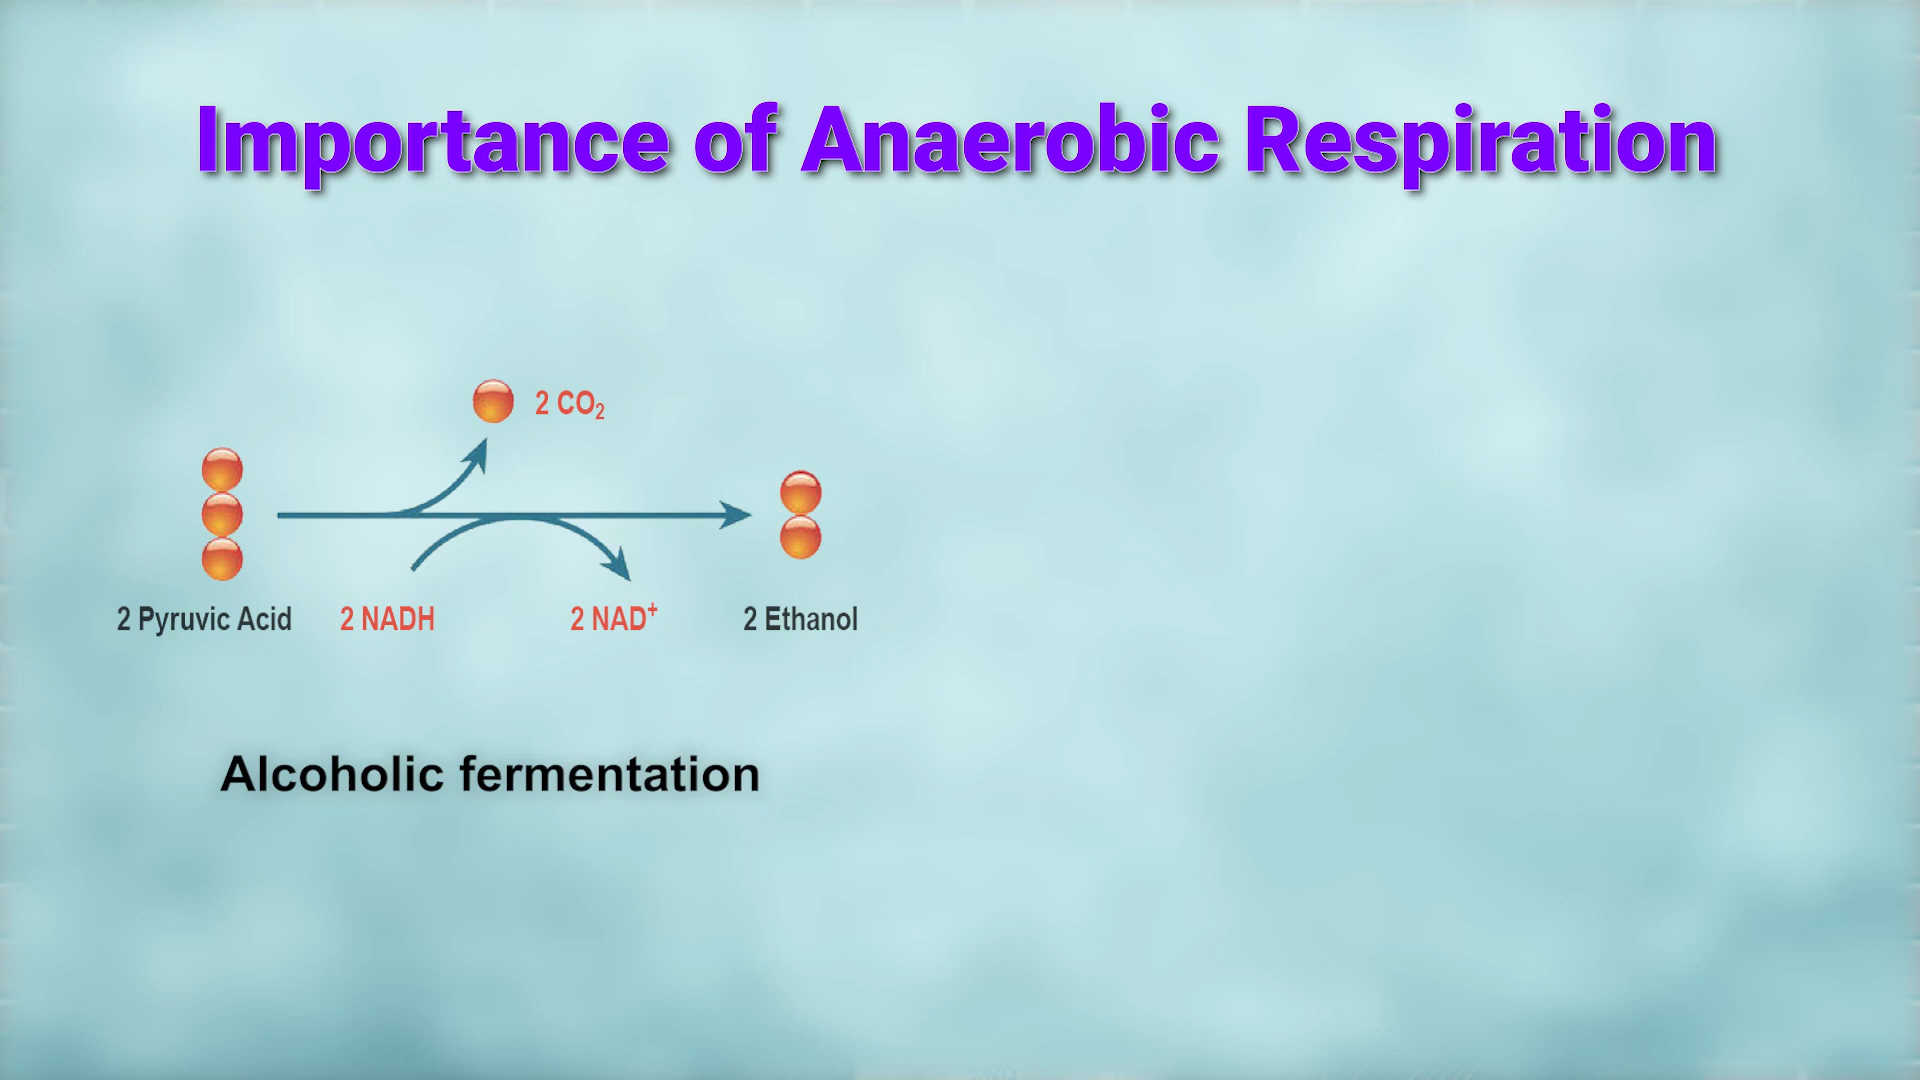 Importance of Anaerobic Respiration
2 CO₂
2 Pyruvic Acid 2 NADH 2 NAD⁺ 2 Ethanol
Alcoholic fermentation